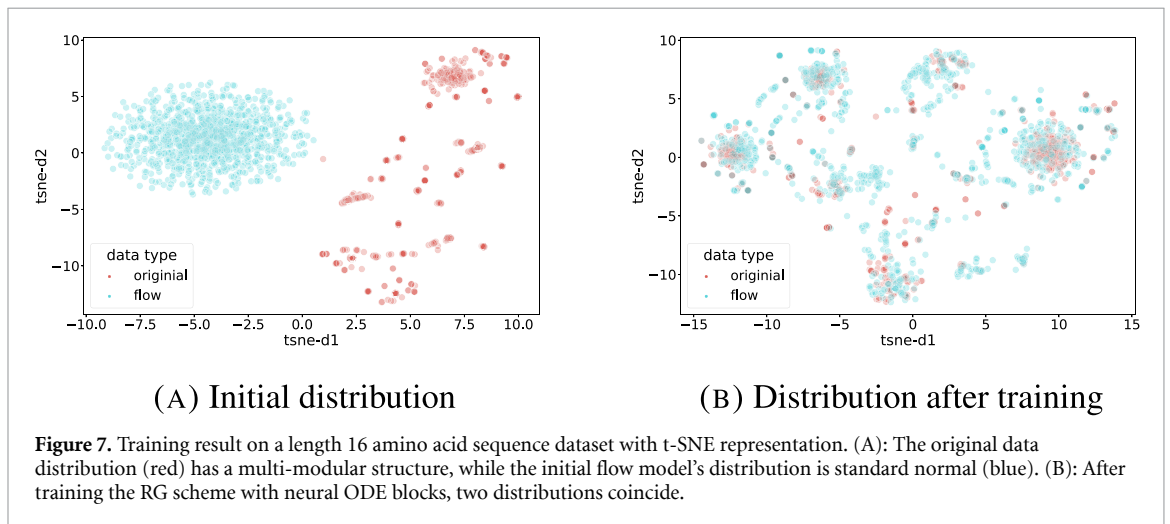 10
5
0
−5
−10
tsne-d2
data type
originial
flow
−10.0 −7.5 −5.0 −2.5 0.0 2.5 5.0 7.5 10.0
tsne-d1
(A) Initial distribution
10
5
0
−5
−10
tsne-d2
data type
originial
flow
−15 −10 −5 0 5 10 15
tsne-d1
(B) Distribution after training
Figure 7. Training result on a length 16 amino acid sequence dataset with t-SNE representation. (A): The original data
distribution (red) has a multi-modular structure, while the initial flow model's distribution is standard normal (blue). (B): After
training the RG scheme with neural ODE blocks, two distributions coincide.